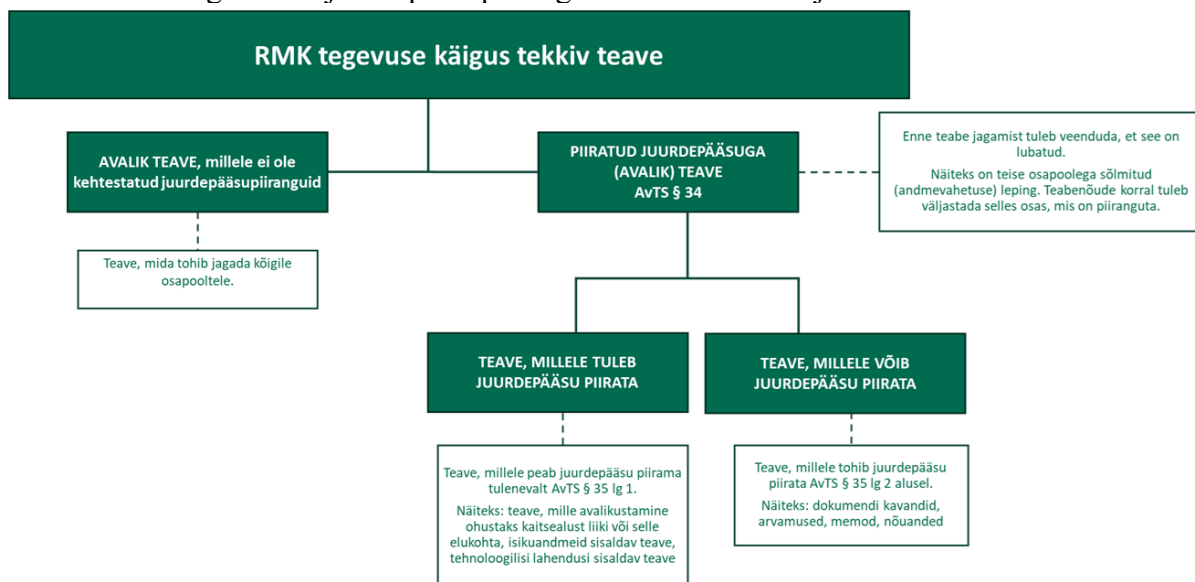 RMK tegevuse käigus tekkiv teave
AVALIK TEAVE, millele ei ole
kehtestatud juurdepääsupiiranguid
PIIRATUD JUURDEPÄÄSUGA
(AVALIK) TEAVE
AvTS § 34
Enne teabe jagamist tuleb veenduda, et see on
lubatud.
Näiteks on teise osapoolega sõlmitud
(andmevahetuse) leping. Teabenõude korral tuleb
väljastada selles osas, mis on piiranguta.
Teave, mida tohib jagada kõigile
osapooltele.
TEAVE, MILLELE TULEB
JUURDEPÄÄSU PIIRATA
TEAVE, MILLELE VÕIB
JUURDEPÄÄSU PIIRATA
Teave, millele peab juurdepääsu piirama
tulenevalt AvTS § 35 lg 1.
Näiteks: teave, mille avalikustamine
ohustaks kaitsealust liiki või selle
elukohta, isikuandmeid sisaldav teave,
tehnoloogilisi lahendusi sisaldav teave
Teave, millele tohib juurdepääsu
piirata AvTS § 35 lg 2 alusel.
Näiteks: dokumendi kavandid,
arvamused, memod, nõuanded